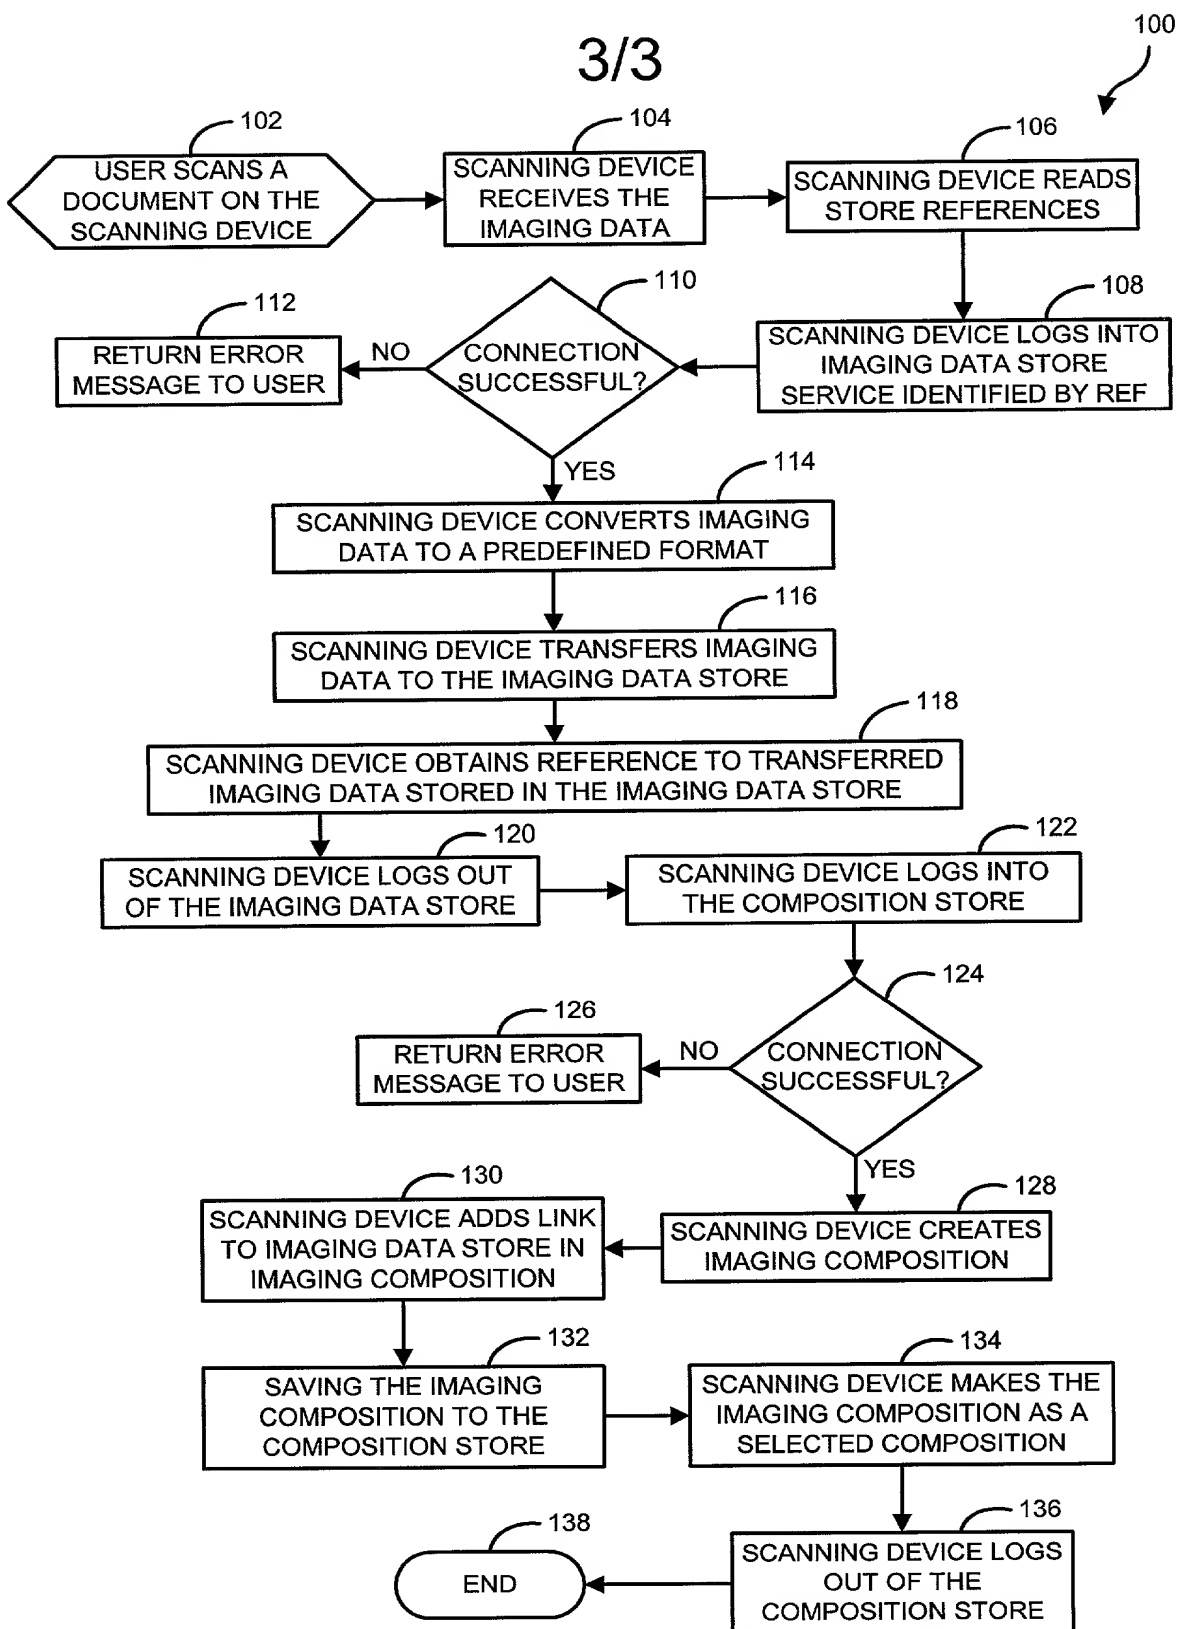 100
3/3
102
USER SCANS A
DOCUMENT ON THE
SCANNING DEVICE
104
SCANNING DEVICE
RECEIVES THE
IMAGING DATA
106
SCANNING DEVICE READS
STORE REFERENCES
108
SCANNING DEVICE LOGS INTO
IMAGING DATA STORE
SERVICE IDENTIFIED BY REF
110
CONNECTION
SUCCESSFUL?
NO
112
RETURN ERROR
MESSAGE TO USER
YES
114
SCANNING DEVICE CONVERTS IMAGING
DATA TO A PREDEFINED FORMAT
116
SCANNING DEVICE TRANSFERS IMAGING
DATA TO THE IMAGING DATA STORE
118
SCANNING DEVICE OBTAINS REFERENCE TO TRANSFERRED
IMAGING DATA STORED IN THE IMAGING DATA STORE
120
SCANNING DEVICE LOGS OUT
OF THE IMAGING DATA STORE
122
SCANNING DEVICE LOGS INTO
THE COMPOSITION STORE
124
CONNECTION
SUCCESSFUL?
NO
126
RETURN ERROR
MESSAGE TO USER
YES
128
SCANNING DEVICE CREATES
IMAGING COMPOSITION
130
SCANNING DEVICE ADDS LINK
TO IMAGING DATA STORE IN
IMAGING COMPOSITION
132
SAVING THE IMAGING
COMPOSITION TO THE
COMPOSITION STORE
134
SCANNING DEVICE MAKES THE
IMAGING COMPOSITION AS A
SELECTED COMPOSITION
136
SCANNING DEVICE LOGS
OUT OF THE
COMPOSITION STORE
138
END